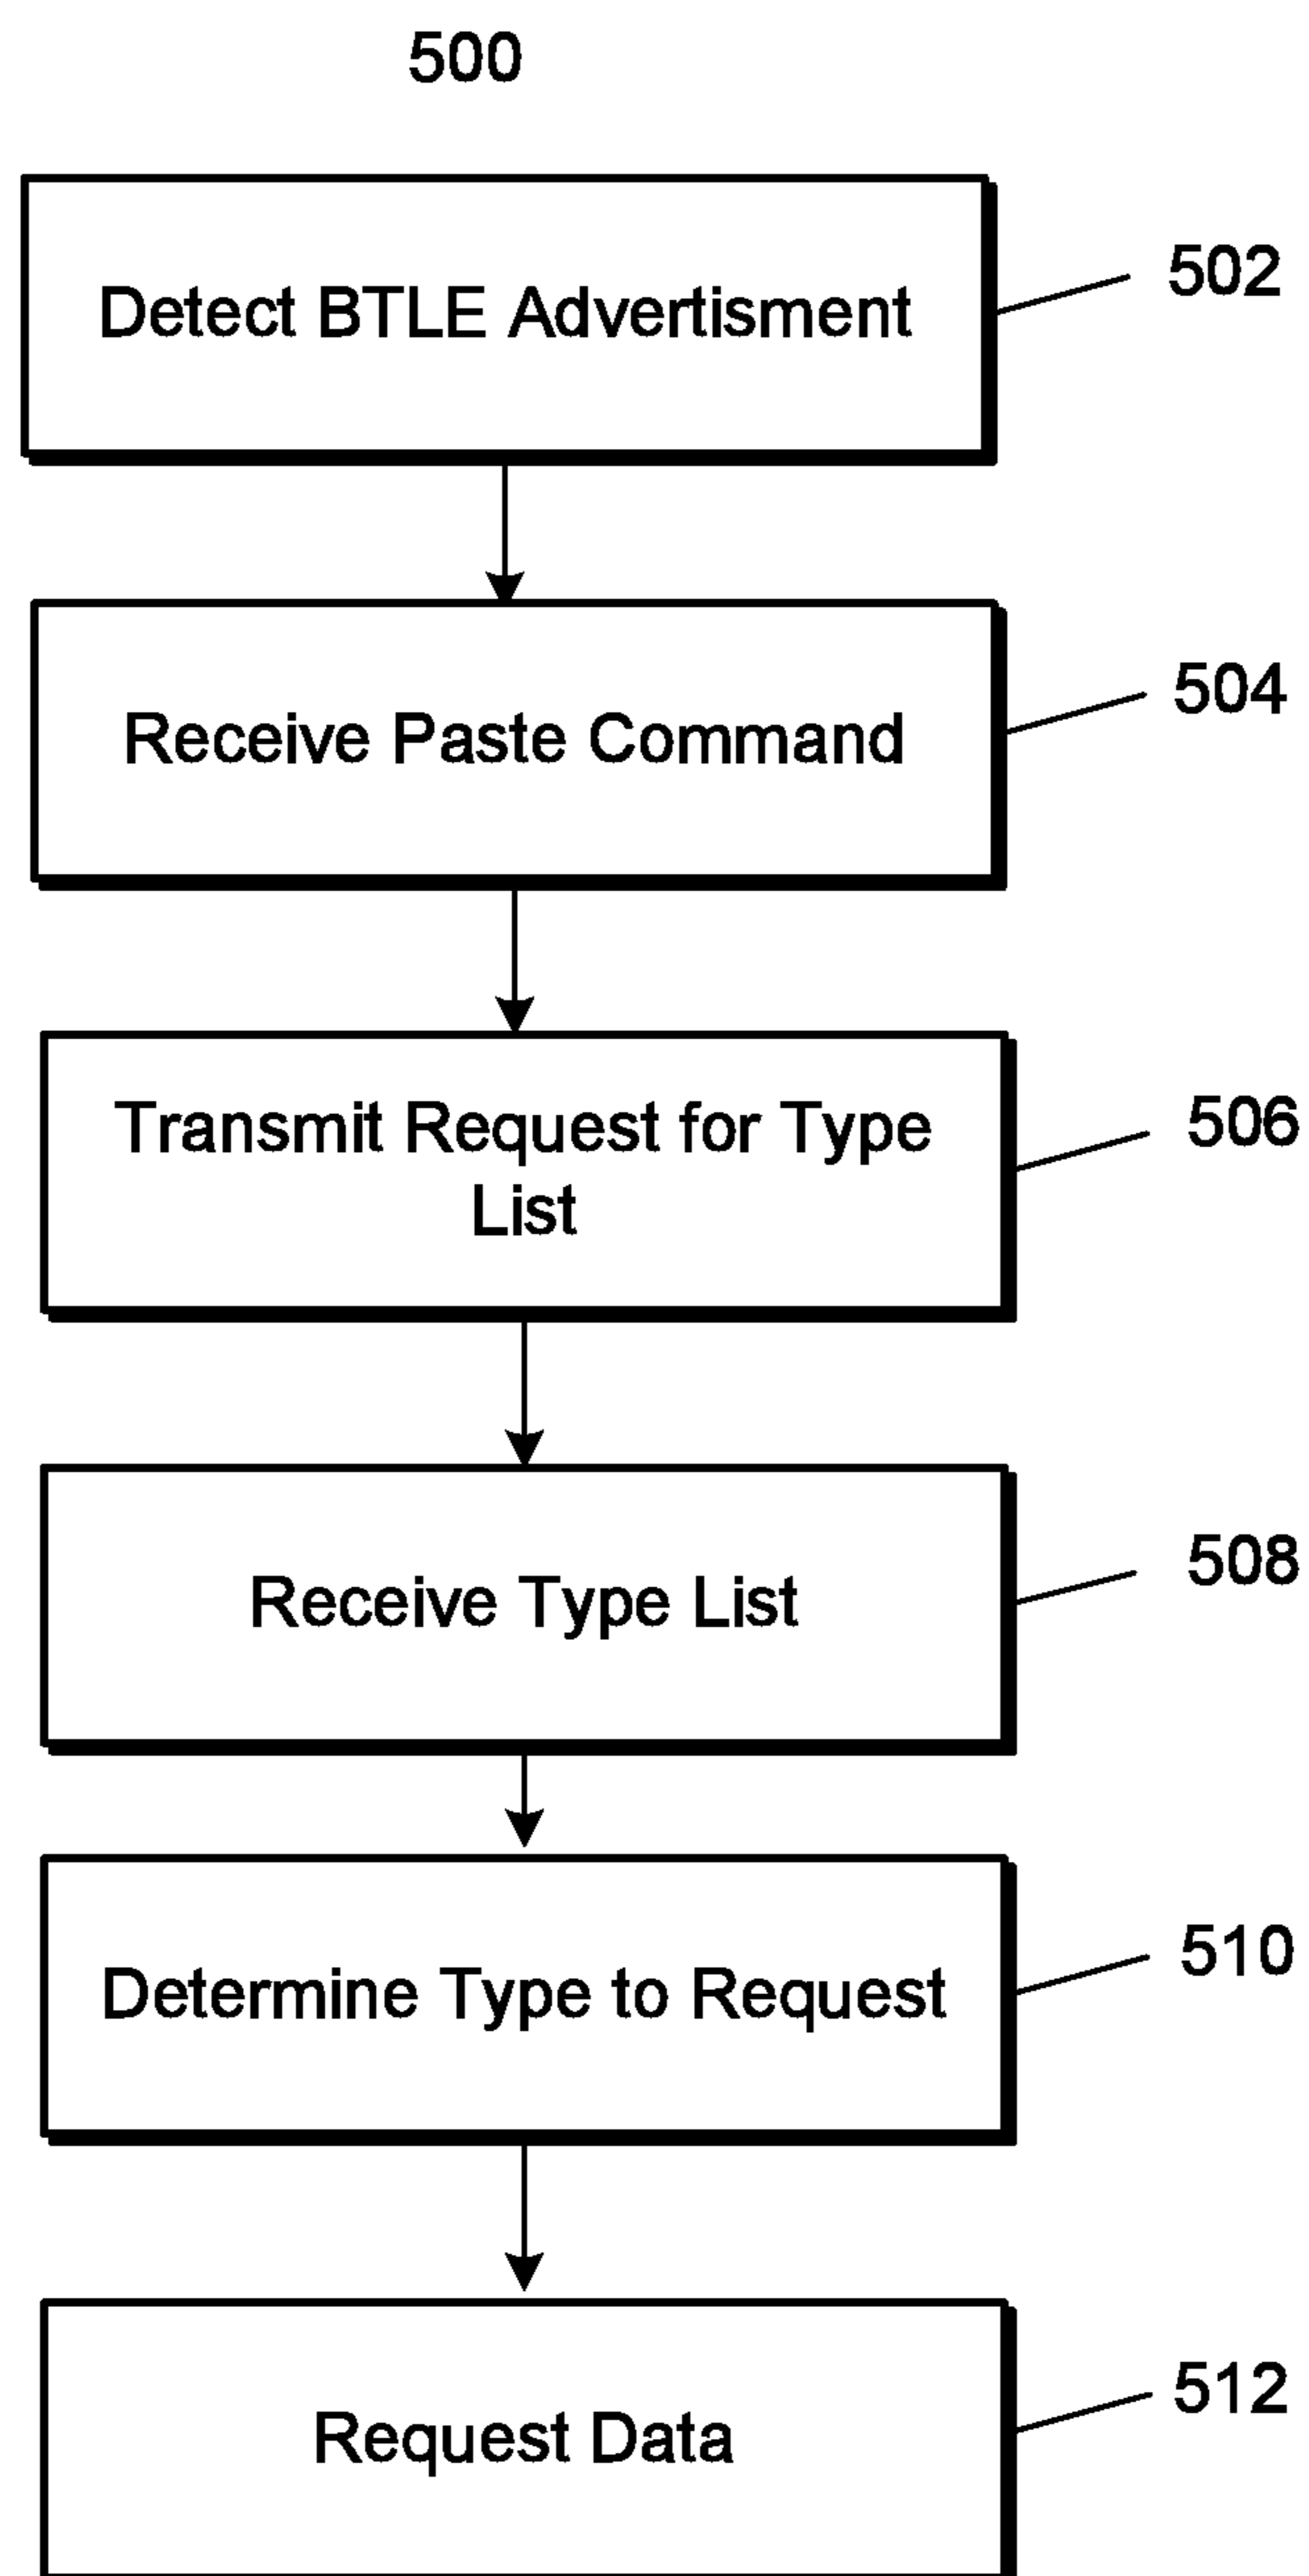 500
Detect BTLE Advertisment
502
Receive Paste Command
504
Transmit Request for Type
List
506
Receive Type List
508
Determine Type to Request
510
Request Data
512